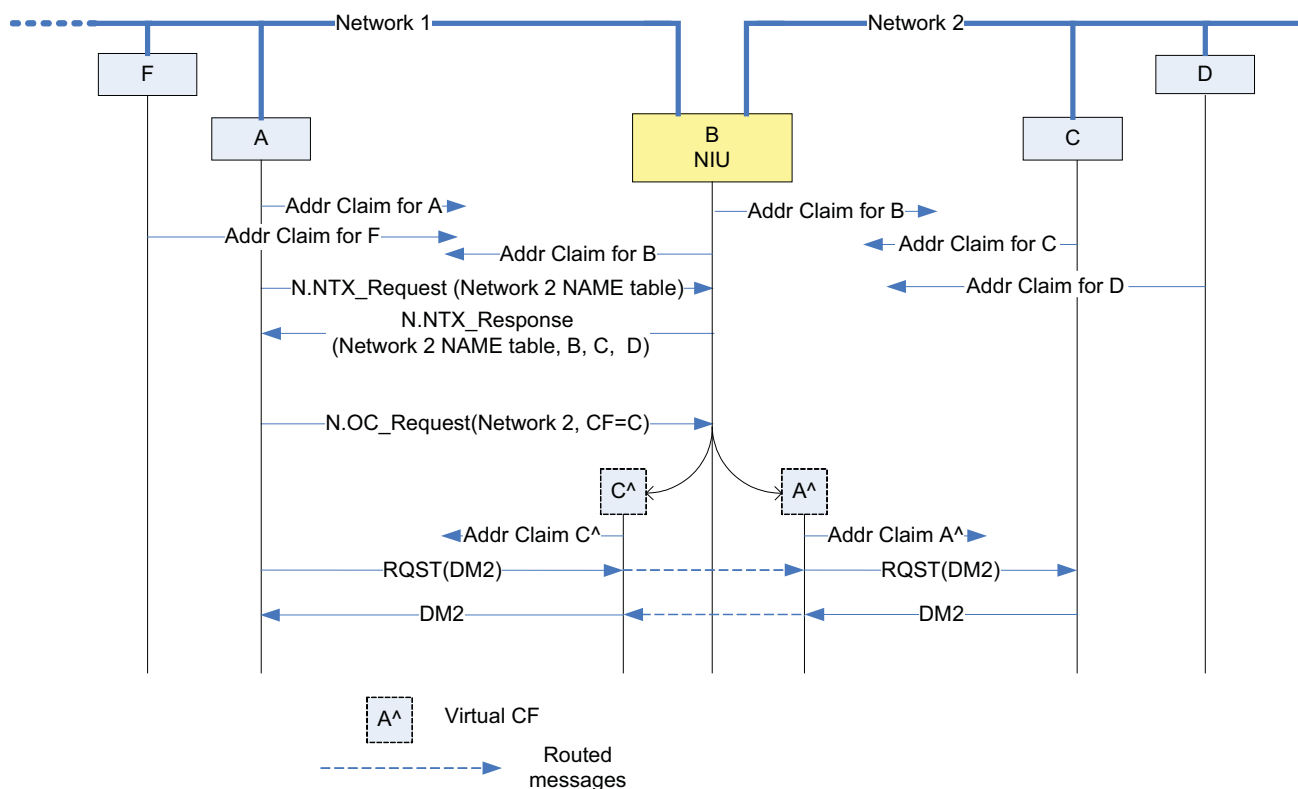 Network 1
Network 2
F
D
A
B
NIU
C
Addr Claim for A
Addr Claim for B
Addr Claim for F
Addr Claim for C
Addr Claim for B
Addr Claim for D
N.NTX_Request (Network 2 NAME table)
N.NTX_Response
(Network 2 NAME table, B, C,  D)
N.OC_Request(Network 2, CF=C)
C^
A^
Addr Claim C^
Addr Claim A^
RQST(DM2)
RQST(DM2)
DM2
DM2
A^
Virtual CF
Routed
messages